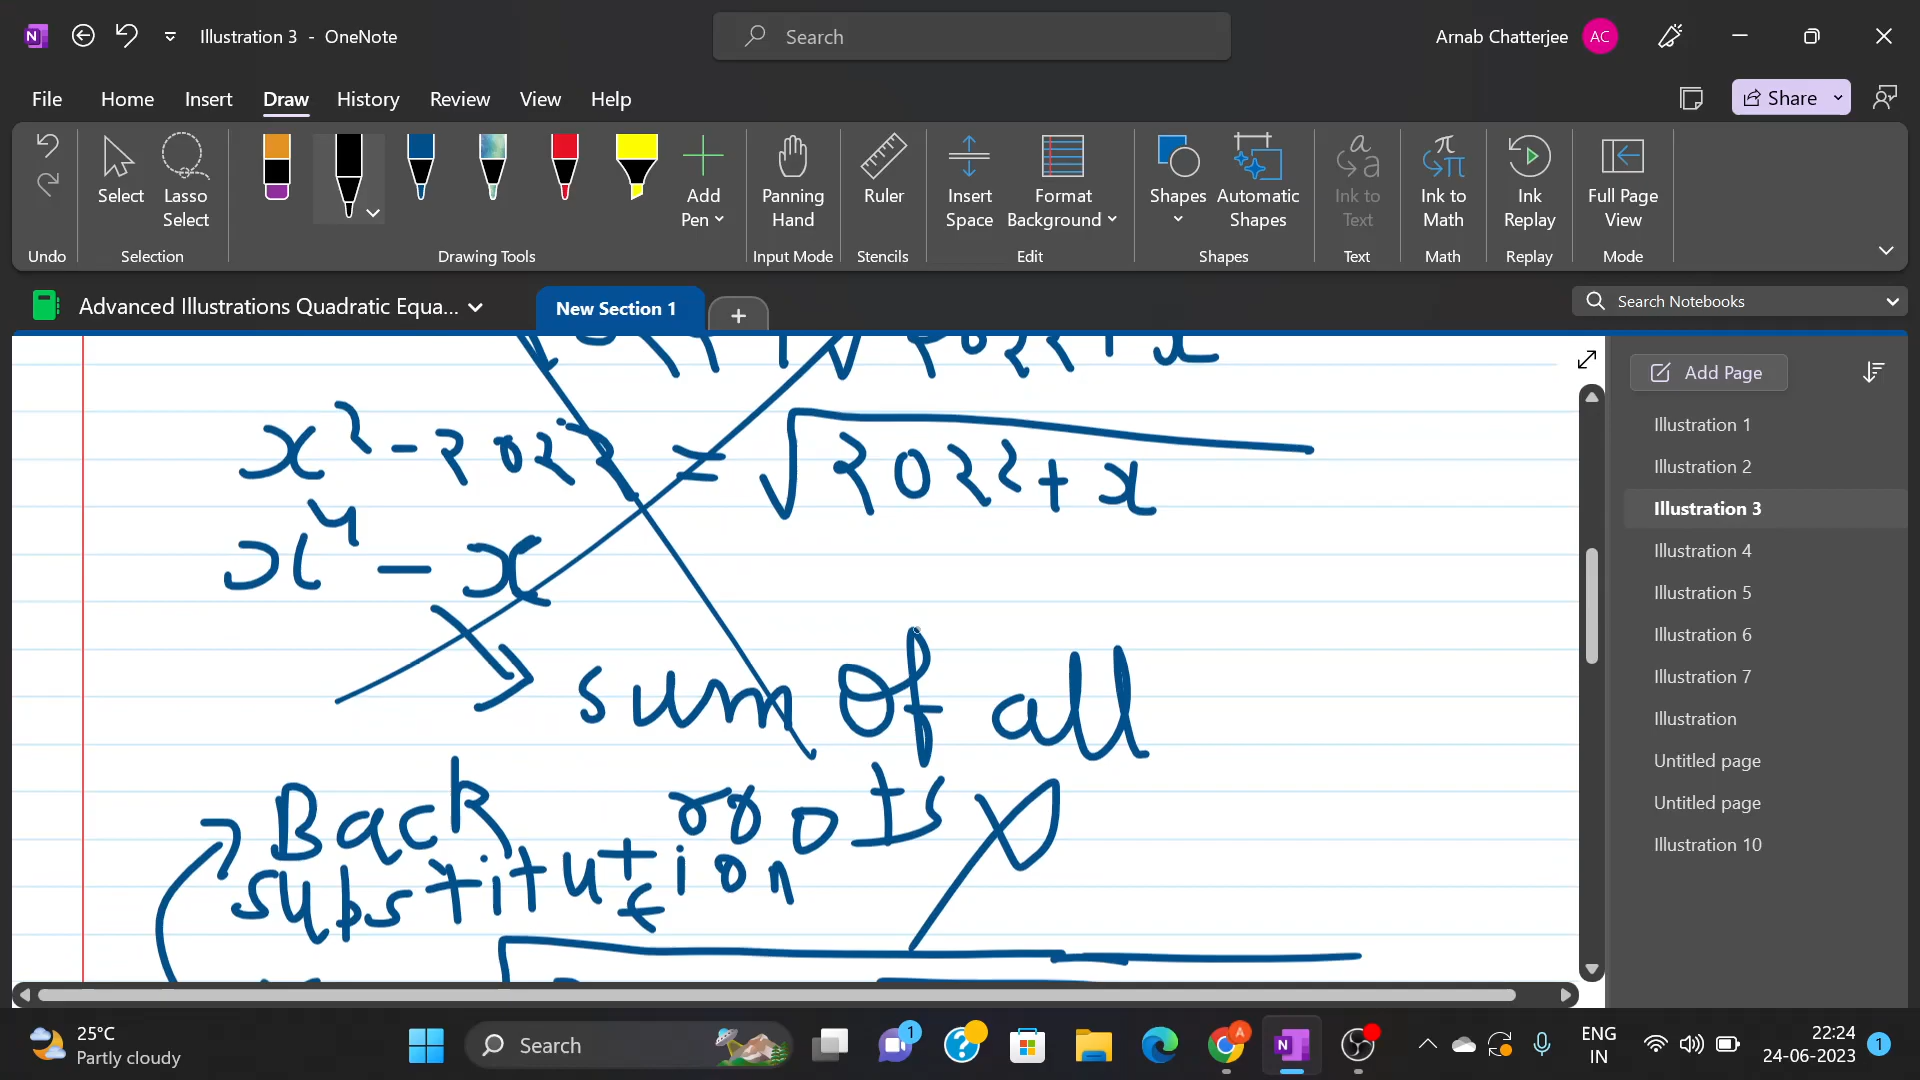 Illustration 3 - OneNote
Search
Arnab Chatterjee
AC
File Home Insert Draw History Review View Help
Share
Select
Lasso Select
Add Pen
Panning Hand
Ruler
Insert Space
Format Background
Shapes
Automatic Shapes
Ink to Text
Ink to Math
Ink Replay
Full Page View
Undo Selection Drawing Tools Input Mode Stencils Edit Shapes Text Math Replay Mode
Advanced Illustrations Quadratic Equa...
New Section 1
+
Search Notebooks
x² - 2022 = √2022 + x
x⁴ - x
sum of all
roots
Back
substitution
Add Page
Illustration 1
Illustration 2
Illustration 3
Illustration 4
Illustration 5
Illustration 6
Illustration 7
Illustration
Untitled page
Untitled page
Illustration 10
25°C
Partly cloudy
Search
1
A
ENG
IN
22:24
24-06-2023
1